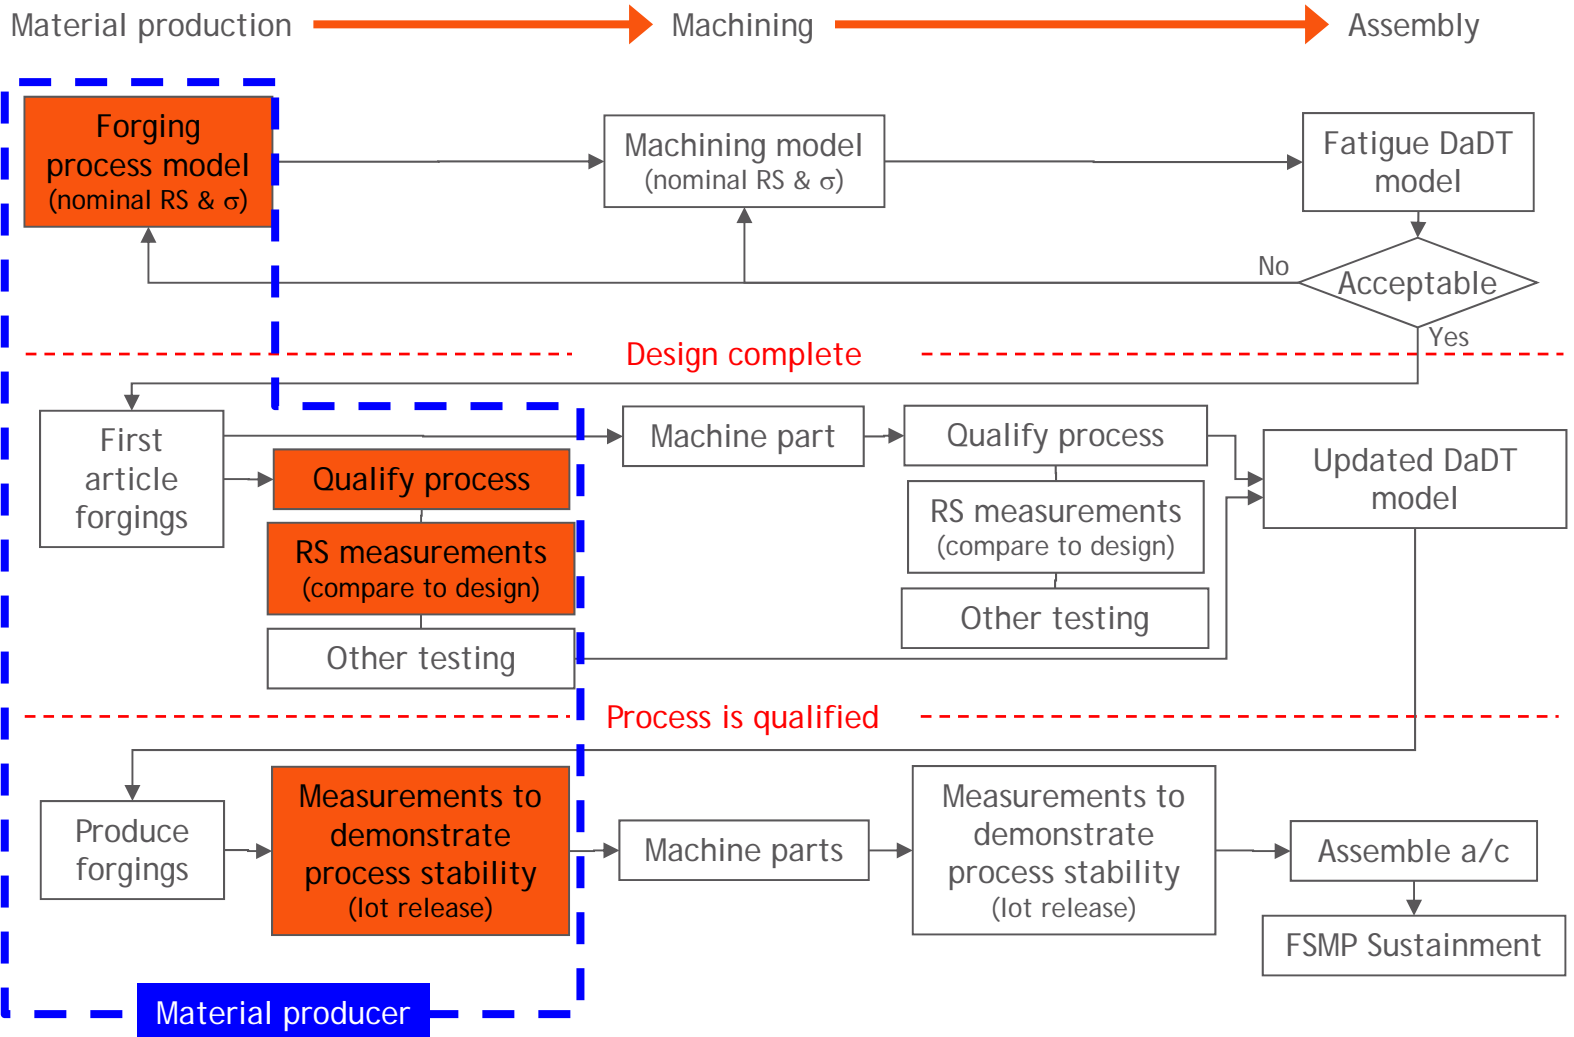 Material production
Machining
Assembly
Forging
process model
(nominal RS & σ)
Machining model
(nominal RS & σ)
Fatigue DaDT
model
No
Acceptable
Yes
Design complete
First
article
forgings
Qualify process
RS measurements
(compare to design)
Other testing
Machine part
Qualify process
RS measurements
(compare to design)
Other testing
Updated DaDT
model
Process is qualified
Produce
forgings
Measurements to
demonstrate
process stability
(lot release)
Machine parts
Measurements to
demonstrate
process stability
(lot release)
Assemble a/c
FSMP Sustainment
Material producer